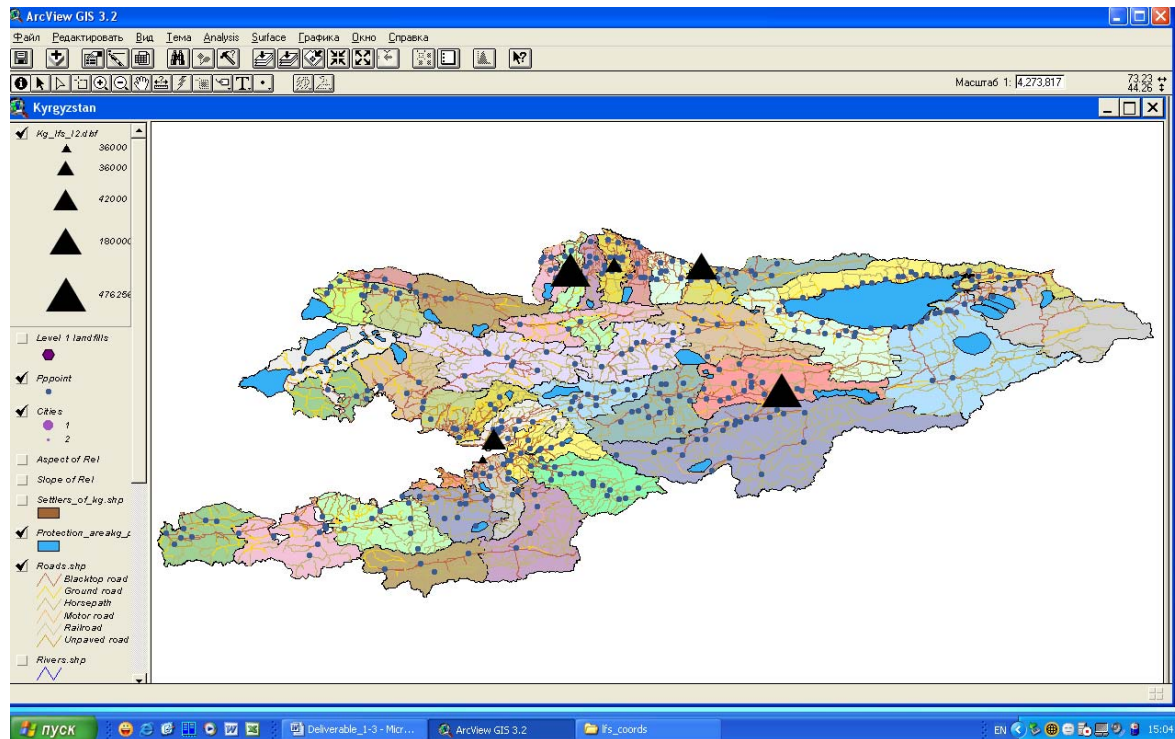 ArcView GIS 3.2
Файл Редактировать Вид Тема Analysis Surface Графика Окно Справка
Масштаб 1: 4,273,817
73.23
44.26
Kyrgyzstan
Kg_lfs_l2.dbf
36000
36000
42000
180000
476256
Level 1 landfills
Pppoint
Cities
1
2
Aspect of Rel
Slope of Rel
Settlers_of_kg.shp
Protection_areakg_p
Roads.shp
Blacktop road
Ground road
Horsepath
Motor road
Railroad
Unpaved road
Rivers.shp
пуск
Deliverable_1-3 - Micr...
ArcView GIS 3.2
lfs_coords
EN
15:04